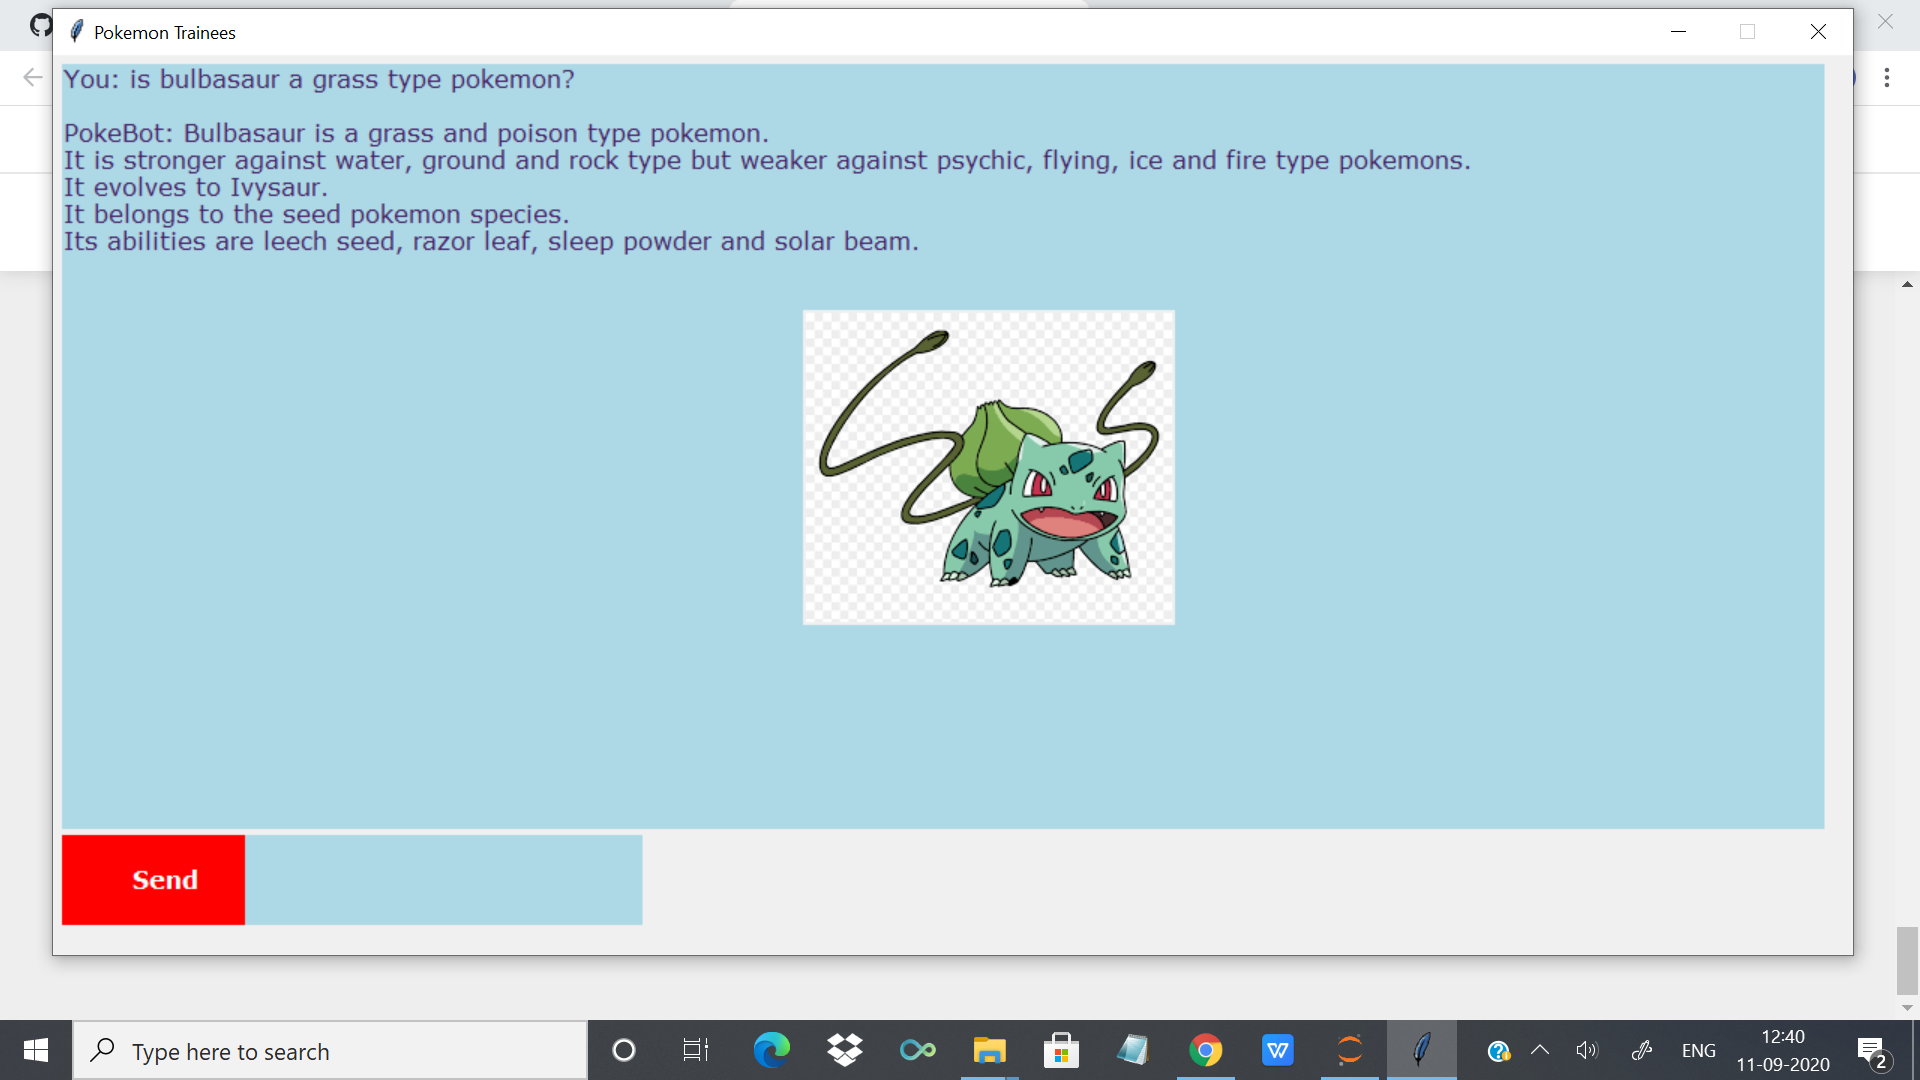 Pokemon Trainees
You: is bulbasaur a grass type pokemon?
PokeBot: Bulbasaur is a grass and poison type pokemon.
It is stronger against water, ground and rock type but weaker against psychic, flying, ice and fire type pokemons.
It evolves to Ivysaur.
It belongs to the seed pokemon species.
Its abilities are leech seed, razor leaf, sleep powder and solar beam.
Send
Type here to search
W
ENG
12:40
11-09-2020
2